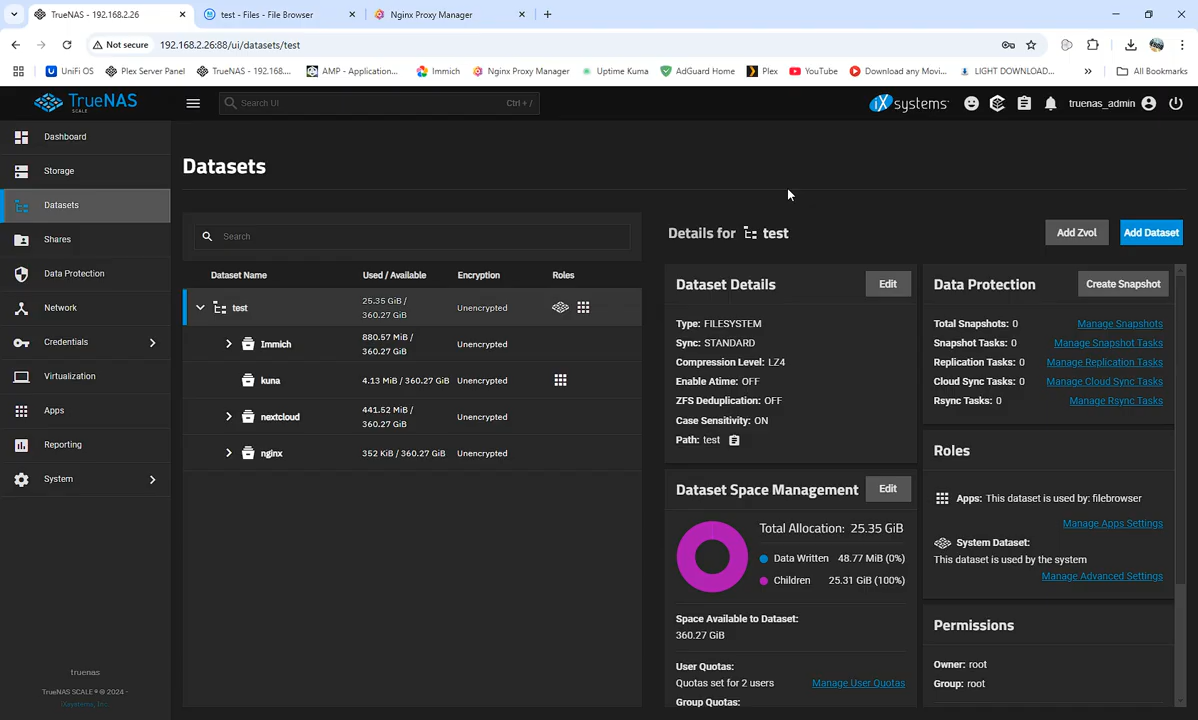 TrueNAS - 192.168.2.26
test - Files - File Browser
Nginx Proxy Manager
Not secure
192.168.2.26:88/ui/datasets/test
UniFi OS
Plex Server Panel
TrueNAS - 192.168....
AMP - Application...
Immich
Nginx Proxy Manager
Uptime Kuma
AdGuard Home
Plex
YouTube
Download any Movi...
LIGHT DOWNLOAD...
»
All Bookmarks
TrueNAS
SCALE
Search UI
Ctrl + /
iXsystems
truenas_admin
Dashboard
Storage
Datasets
Shares
Data Protection
Network
Credentials
Virtualization
Apps
Reporting
System
truenas
TrueNAS SCALE ® © 2024 -
iXsystems, Inc.
Datasets
Search
Dataset Name
Used / Available
Encryption
Roles
test
25.35 GiB /
360.27 GiB
Unencrypted
Immich
880.57 MiB /
360.27 GiB
Unencrypted
kuna
4.13 MiB / 360.27 GiB
Unencrypted
nextcloud
441.52 MiB /
360.27 GiB
Unencrypted
nginx
352 KiB / 360.27 GiB
Unencrypted
Details for test
Add Zvol
Add Dataset
Dataset Details
Edit
Type: FILESYSTEM
Sync: STANDARD
Compression Level: LZ4
Enable Atime: OFF
ZFS Deduplication: OFF
Case Sensitivity: ON
Path: test
Dataset Space Management
Edit
Total Allocation: 25.35 GiB
Data Written 48.77 MiB (0%)
Children 25.31 GiB (100%)
Space Available to Dataset:
360.27 GiB
User Quotas:
Quotas set for 2 users
Manage User Quotas
Group Quotas:
Data Protection
Create Snapshot
Total Snapshots: 0
Manage Snapshots
Snapshot Tasks: 0
Manage Snapshot Tasks
Replication Tasks: 0
Manage Replication Tasks
Cloud Sync Tasks: 0
Manage Cloud Sync Tasks
Rsync Tasks: 0
Manage Rsync Tasks
Roles
Apps: This dataset is used by: filebrowser
Manage Apps Settings
System Dataset:
This dataset is used by the system
Manage Advanced Settings
Permissions
Owner: root
Group: root